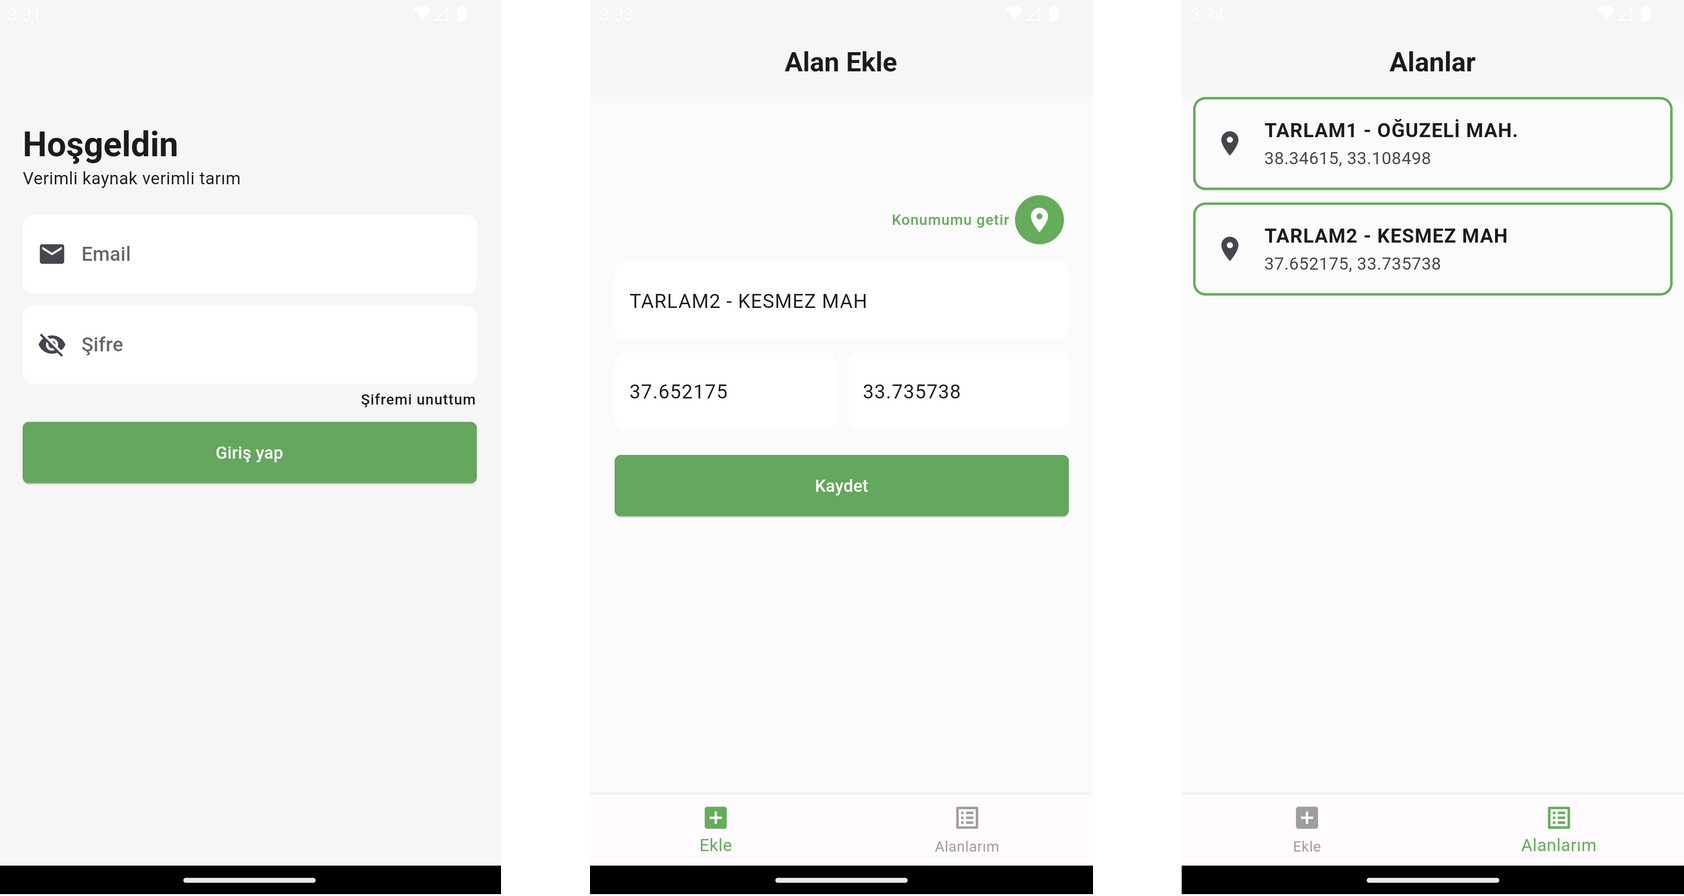 3.31
Hoşgeldin
Verimli kaynak verimli tarım
Email
Şifre
Şifremi unuttum
Giriş yap
3.33
Alan Ekle
Konumumu getir
TARLAM2 - KESMEZ MAH
37.652175
33.735738
Kaydet
Ekle
Alanlarım
3.34
Alanlar
TARLAM1 - OĞUZELİ MAH.
38.34615, 33.108498
TARLAM2 - KESMEZ MAH
37.652175, 33.735738
Ekle
Alanlarım